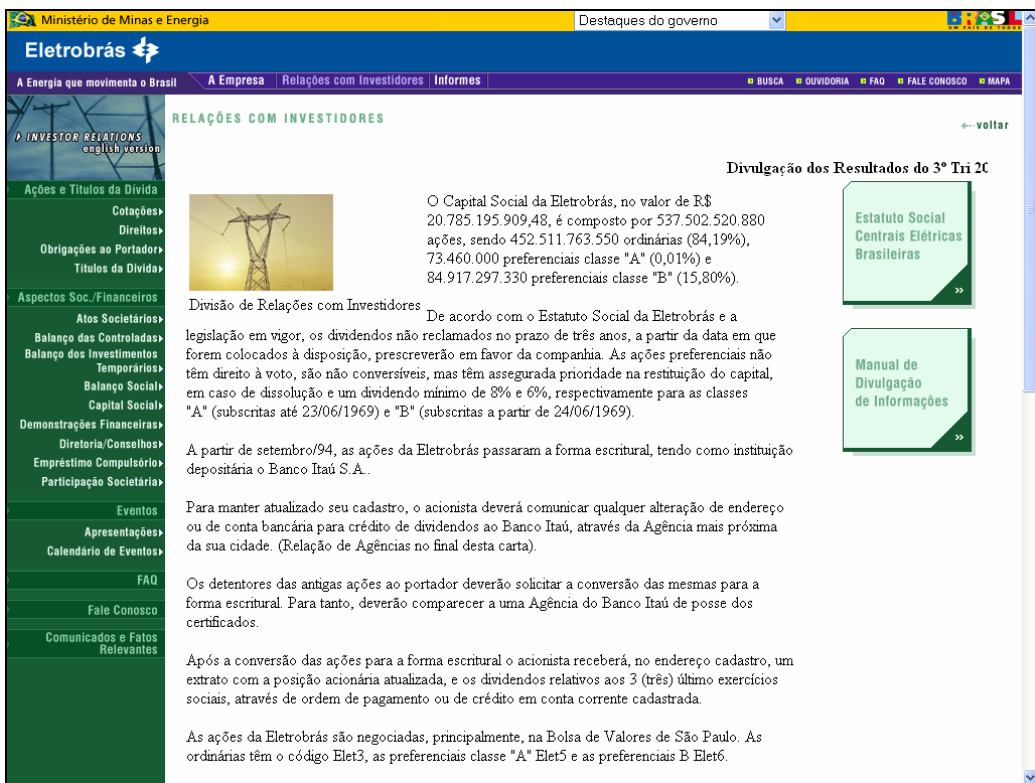 Ministério de Minas e Energia
Destaques do governo
BRASIL
UM PAÍS DE TODOS
Eletrobrás
A Energia que movimenta o Brasil
A Empresa
Relações com Investidores
Informes
BUSCA
OUVIDORIA
FAQ
FALE CONOSCO
MAPA
INVESTOR RELATIONS
english version
RELAÇÕES COM INVESTIDORES
voltar
Divulgação dos Resultados do 3º Tri 20
Ações e Títulos da Dívida
Cotações
Direitos
Obrigações ao Portador
Títulos da Divida
Aspectos Soc./Financeiros
Atos Societários
Balanço das Controladas
Balanço dos Investimentos
Temporários
Balanço Social
Capital Social
Demonstrações Financeiras
Diretoria/Conselhos
Empréstimo Compulsório
Participação Societária
Eventos
Apresentações
Calendário de Eventos
FAQ
Fale Conosco
Comunicados e Fatos
Relevantes
O Capital Social da Eletrobrás, no valor de R$
20.785.195.909,48, é composto por 537.502.520.880
ações, sendo 452.511.763.550 ordinárias (84,19%),
73.460.000 preferenciais classe "A" (0,01%) e
84.917.297.330 preferenciais classe "B" (15,80%).
Divisão de Relações com Investidores
De acordo com o Estatuto Social da Eletrobrás e a
legislação em vigor, os dividendos não reclamados no prazo de três anos, a partir da data em que
forem colocados à disposição, prescreverão em favor da companhia. As ações preferenciais não
têm direito à voto, são não conversíveis, mas têm assegurada prioridade na restituição do capital,
em caso de dissolução e um dividendo mínimo de 8% e 6%, respectivamente para as classes
"A" (subscritas até 23/06/1969) e "B" (subscritas a partir de 24/06/1969).
A partir de setembro/94, as ações da Eletrobrás passaram a forma escritural, tendo como instituição
depositária o Banco Itaú S.A..
Para manter atualizado seu cadastro, o acionista deverá comunicar qualquer alteração de endereço
ou de conta bancária para crédito de dividendos ao Banco Itaú, através da Agência mais próxima
da sua cidade. (Relação de Agências no final desta carta).
Os detentores das antigas ações ao portador deverão solicitar a conversão das mesmas para a
forma escritural. Para tanto, deverão comparecer a uma Agência do Banco Itaú de posse dos
certificados.
Após a conversão das ações para a forma escritural o acionista receberá, no endereço cadastro, um
extrato com a posição acionária atualizada, e os dividendos relativos aos 3 (três) último exercícios
sociais, através de ordem de pagamento ou de crédito em conta corrente cadastrada.
As ações da Eletrobrás são negociadas, principalmente, na Bolsa de Valores de São Paulo. As
ordinárias têm o código Elet3, as preferenciais classe "A" Elet5 e as preferenciais B Elet6.
Estatuto Social
Centrais Elétricas
Brasileiras
»
Manual de
Divulgação
de Informações
»